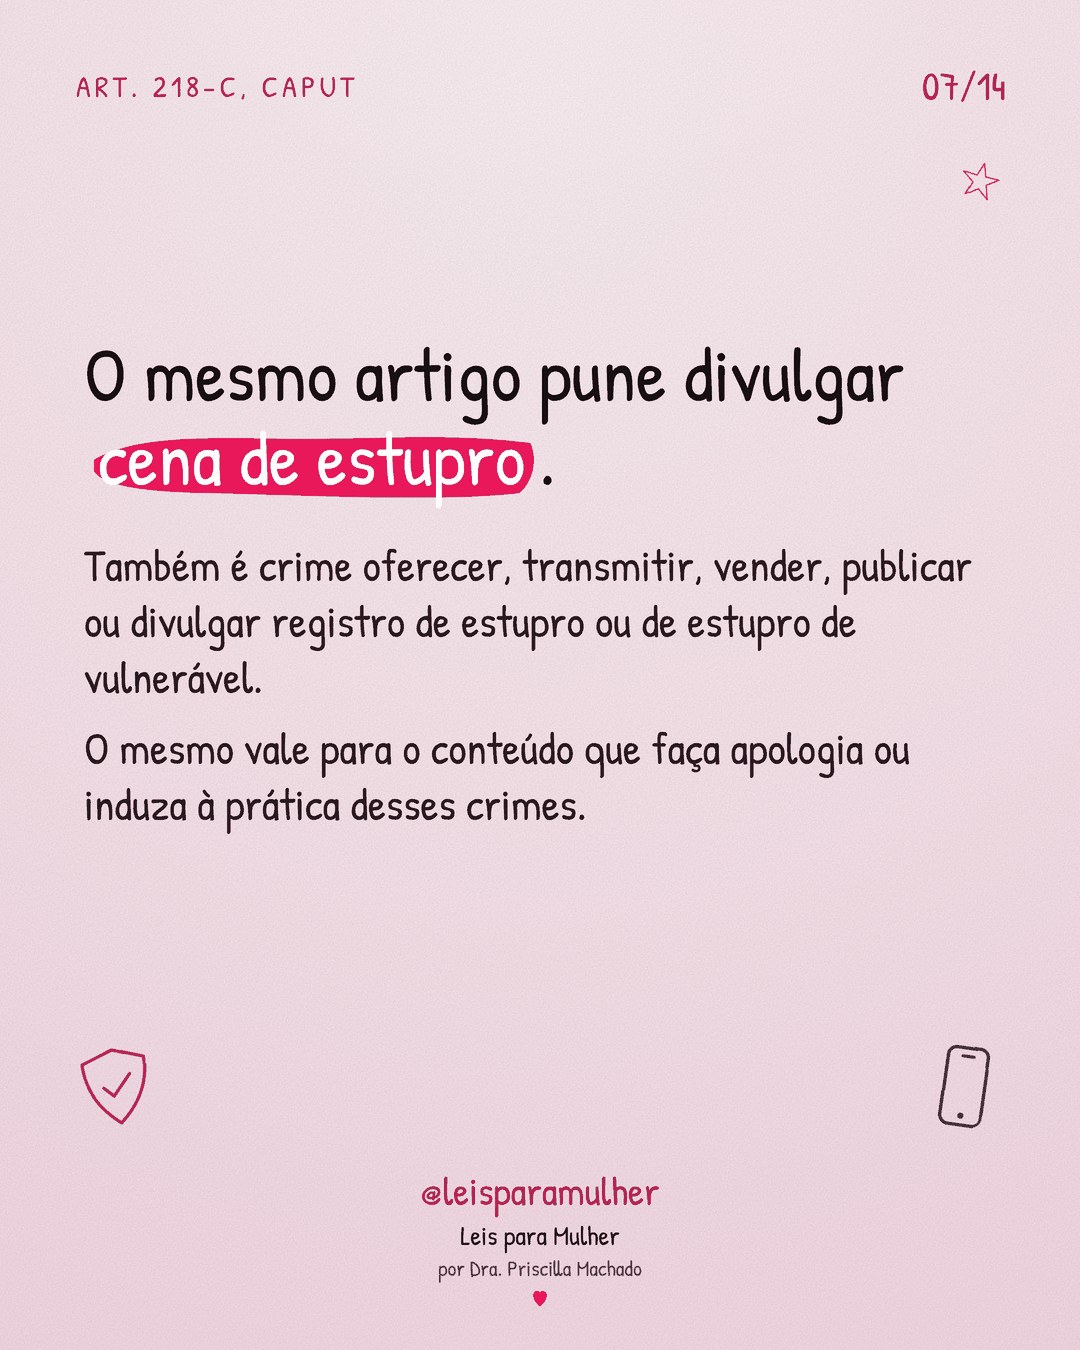 ART. 218-C, CAPUT
07/14
O mesmo artigo pune divulgar
cena de estupro.
Também é crime oferecer, transmitir, vender, publicar
ou divulgar registro de estupro ou de estupro de
vulnerável.
O mesmo vale para o conteúdo que faça apologia ou
induza à prática desses crimes.
@leisparamulher
Leis para Mulher
por Dra. Priscilla Machado